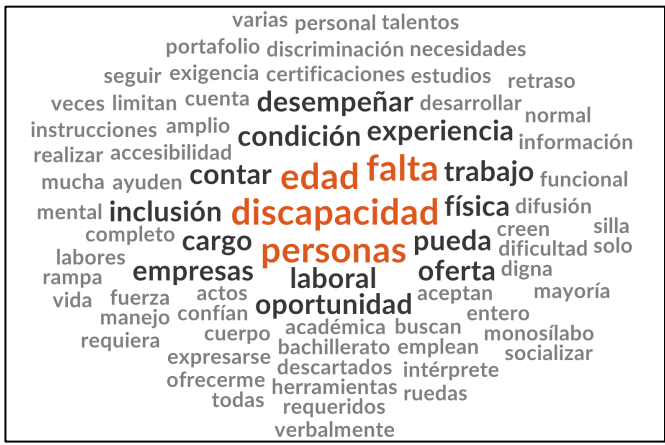 varias personal talentos
portafolio discriminación necesidades
seguir exigencia certificaciones estudios retraso
veces limitan cuenta desempeñar desarrollar normal
instrucciones amplio condición experiencia información
realizar accesibilidad contar edad falta trabajo funcional
mucha ayuden
mental inclusión discapacidad física difusión
completo cargo personas pueda creen silla
labores dificultad solo
rampa empresas laboral oferta digna
vida fuerza actos oportunidad aceptan mayoría
manejo confían entero
requiera cuerpo académica buscan monosílabo
expresarse bachillerato emplean socializar
ofrecerme descartados intérprete
todas herramientas ruedas
requeridos
verbalmente